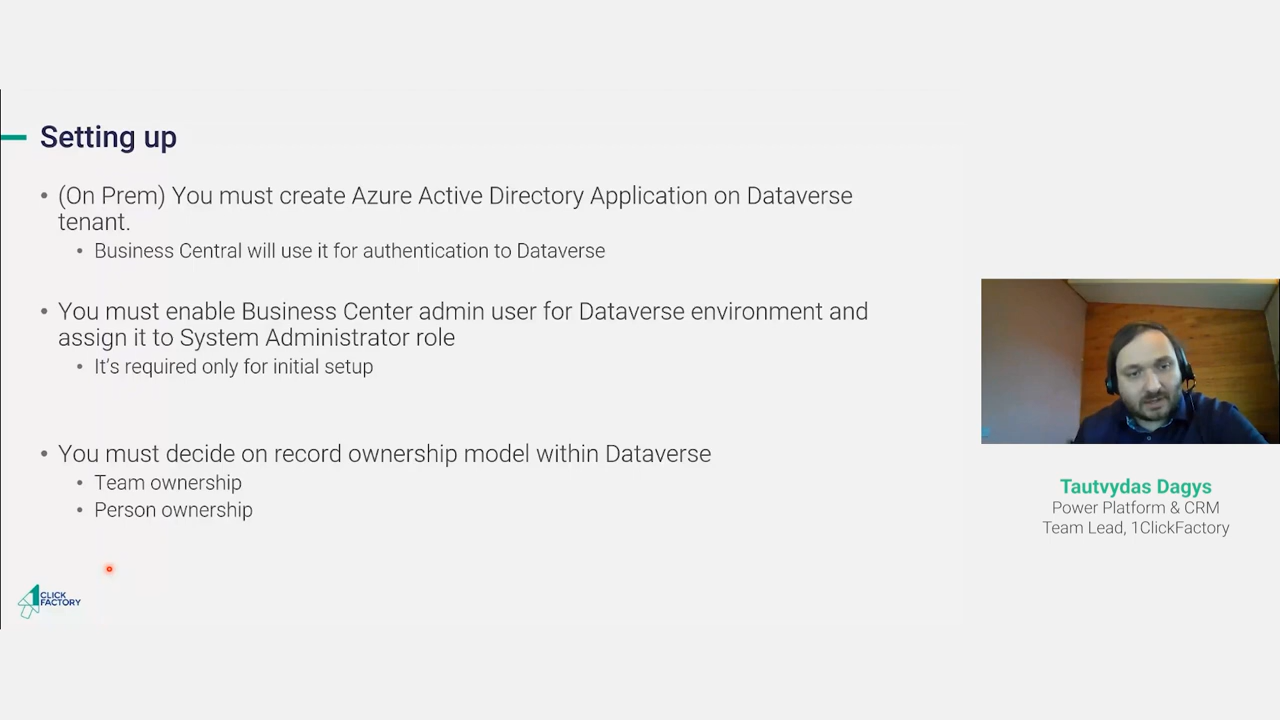 Setting up
• (On Prem) You must create Azure Active Directory Application on Dataverse
tenant.
• Business Central will use it for authentication to Dataverse
• You must enable Business Center admin user for Dataverse environment and
assign it to System Administrator role
• It’s required only for initial setup
• You must decide on record ownership model within Dataverse
• Team ownership
• Person ownership
1 CLICK
FACTORY
Tautvydas Dagys
Power Platform & CRM
Team Lead, 1ClickFactory